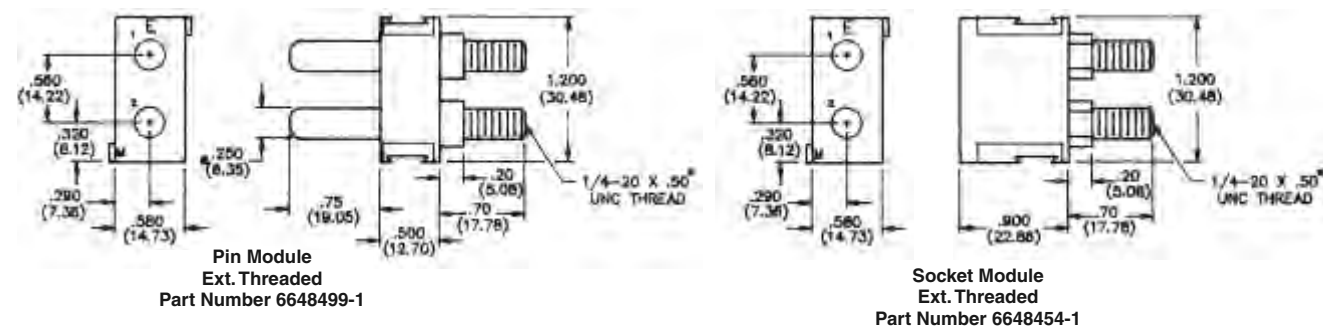 1
E
2
M
.560
(14.22)
.320
(8.12)
.290
(7.36)
.580
(14.73)
ø.250
(6.35)
.75
(19.05)
.500
(12.70)
.20
(5.08)
.70
(17.78)
1.200
(30.48)
1/4-20 X .50"
UNC THREAD
Pin Module
Ext. Threaded
Part Number 6648499-1
1
E
2
M
.560
(14.22)
.320
(8.12)
.290
(7.36)
.580
(14.73)
.900
(22.86)
.20
(5.08)
.70
(17.78)
1.200
(30.48)
1/4-20 X .50"
UNC THREAD
Socket Module
Ext. Threaded
Part Number 6648454-1